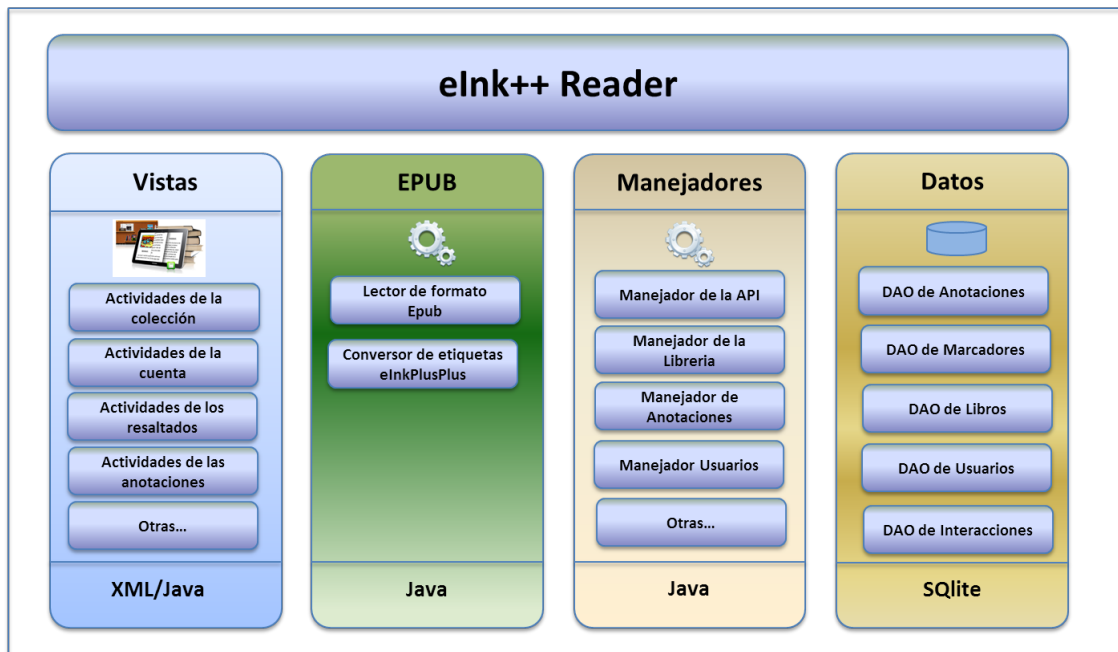 eInk++ Reader
Vistas
Actividades de la
colección
Actividades de la
cuenta
Actividades de los
resaltados
Actividades de las
anotaciones
Otras...
XML/Java
EPUB
Lector de formato
Epub
Conversor de etiquetas
eInkPlusPlus
Java
Manejadores
Manejador de la API
Manejador de la
Libreria
Manejador de
Anotaciones
Manejador Usuarios
Otras...
Java
Datos
DAO de Anotaciones
DAO de Marcadores
DAO de Libros
DAO de Usuarios
DAO de Interacciones
SQlite